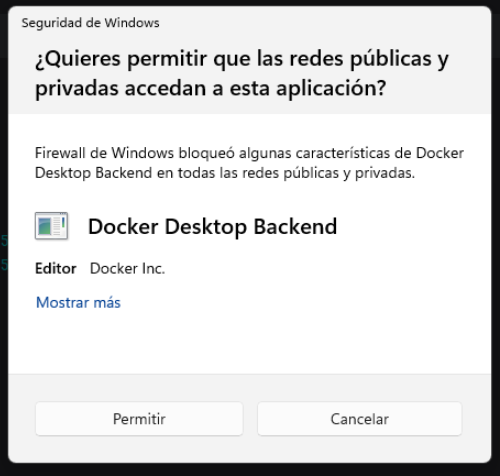 Seguridad de Windows
¿Quieres permitir que las redes públicas y
privadas accedan a esta aplicación?
Firewall de Windows bloqueó algunas características de Docker
Desktop Backend en todas las redes públicas y privadas.
Docker Desktop Backend
Editor Docker Inc.
Mostrar más
5
5
Permitir
Cancelar